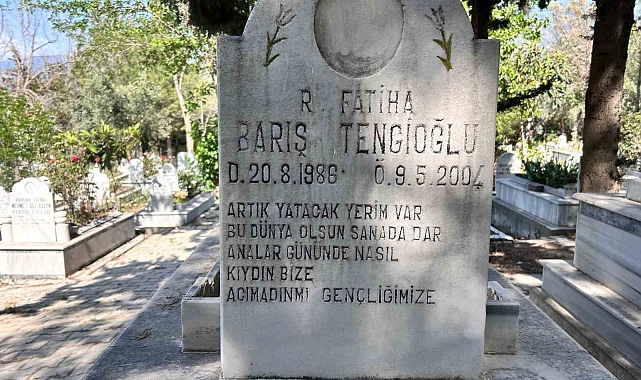 R FATİHA
BARIŞ TENGİOĞLU
D.20.8.1986 Ö.9.5.2004
ARTIK YATACAK YERİM VAR
BU DÜNYA OLSUN SANADA DAR
ANALAR GÜNÜNDE NASIL
KIYDIN BİZE
ACIMADINMI GENÇLİĞİMİZE